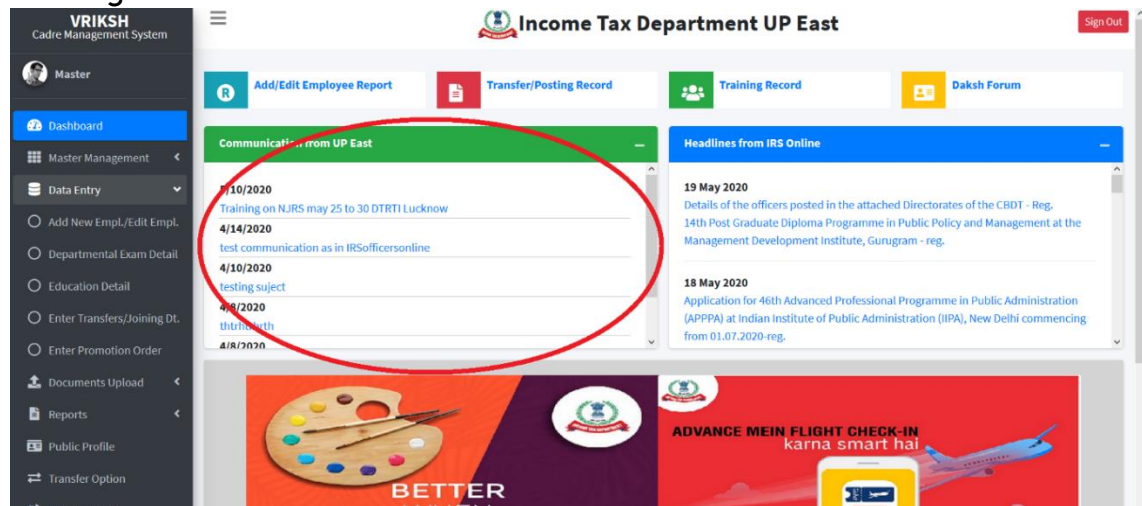 VRIKSH
Cadre Management System
Master
Dashboard
Master Management
Data Entry
Add New Empl./Edit Empl.
Departmental Exam Detail
Education Detail
Enter Transfers/Joining Dt.
Enter Promotion Order
Documents Upload
Reports
Public Profile
Transfer Option
Income Tax Department UP East
Sign Out
R
Add/Edit Employee Report
Transfer/Posting Record
Training Record
Daksh Forum
Communication from UP East
/10/2020
Training on NJRS may 25 to 30 DTRTI Lucknow
4/14/2020
test communication as in IRSofficersonline
4/10/2020
testing suject
4/8/2020
4/8/2020
Headlines from IRS Online
19 May 2020
Details of the officers posted in the attached Directorates of the CBDT - Reg.
14th Post Graduate Diploma Programme in Public Policy and Management at the
Management Development Institute, Gurugram - reg.
18 May 2020
Application for 46th Advanced Professional Programme in Public Administration
(APPPA) at Indian Institute of Public Administration (IIPA), New Delhi commencing
from 01.07.2020-reg.
BETTER
ADVANCE MEIN FLIGHT CHECK-IN
karna smart hai